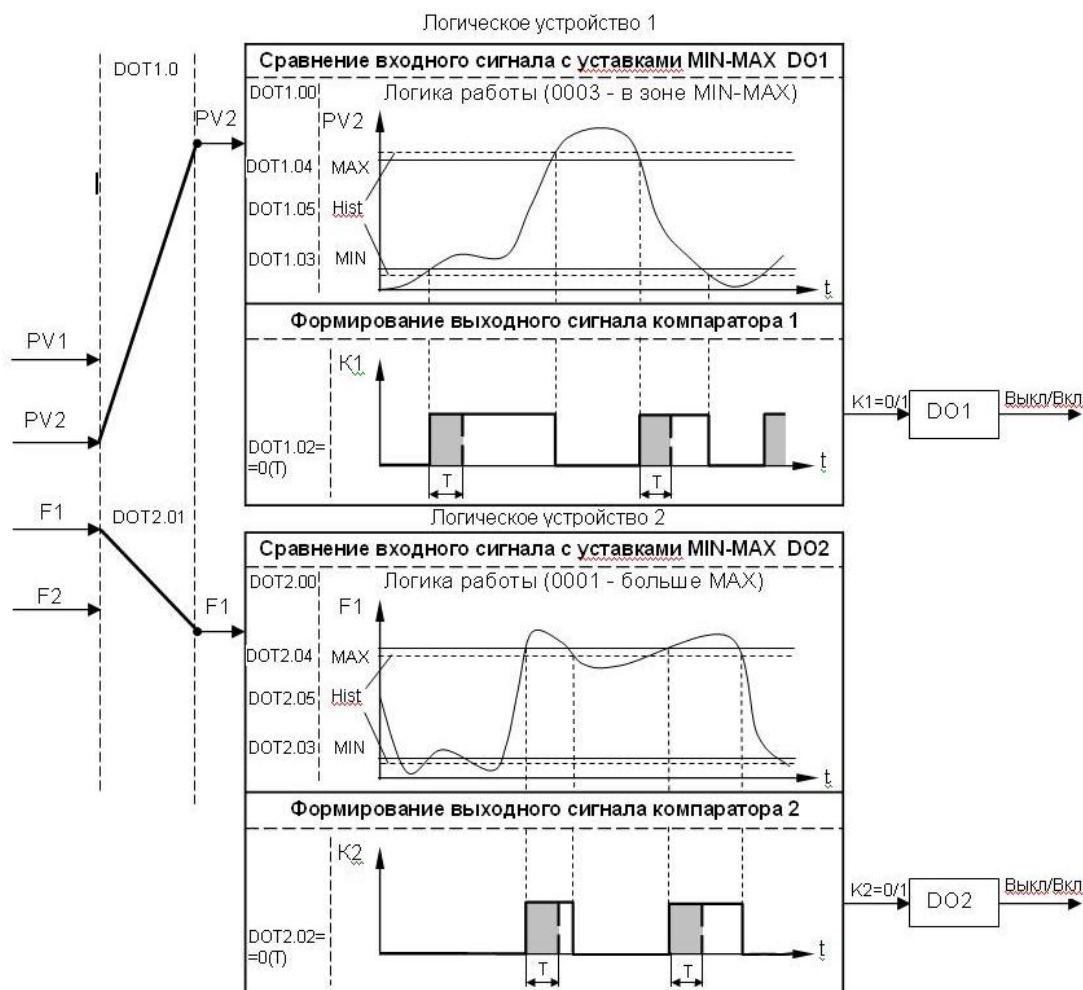 Логическое устройство 1
Сравнение входного сигнала с уставками MIN-MAX DO1
DOT1.0
DOT1.00
Логика работы (0003 - в зоне MIN-MAX)
PV2
PV2
DOT1.04
MAX
DOT1.05
Hist
DOT1.03
MIN
t
PV1
PV2
Формирование выходного сигнала компаратора 1
K1
DOT1.02=
=0(T)
T
T
t
K1=0/1
DO1
Выкл/Вкл
F1
DOT2.01
F2
F1
Логическое устройство 2
Сравнение входного сигнала с уставками MIN-MAX DO2
DOT2.00
Логика работы (0001 - больше MAX)
F1
DOT2.04
MAX
DOT2.05
Hist
DOT2.03
MIN
t
Формирование выходного сигнала компаратора 2
K2
DOT2.02=
=0(T)
T
T
t
K2=0/1
DO2
Выкл/Вкл